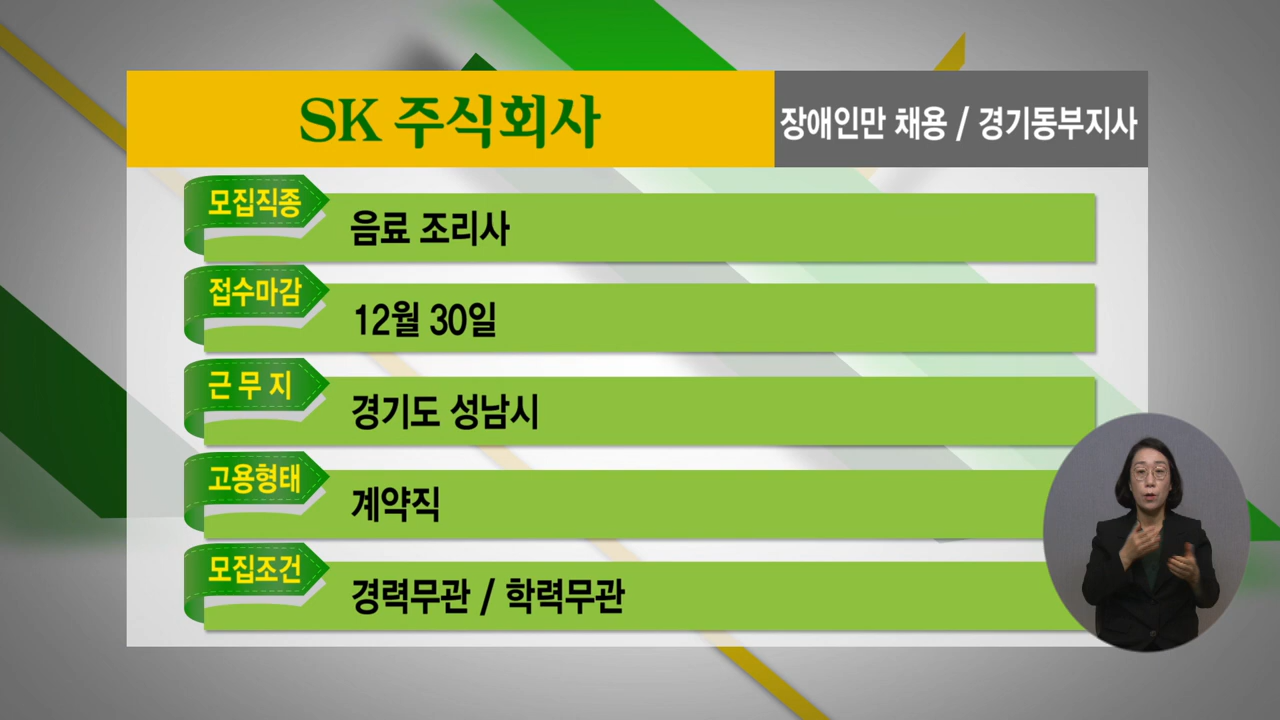 SK 주식회사
장애인만 채용 / 경기동부지사
모집직종
음료 조리사
접수마감
12월 30일
근 무 지
경기도 성남시
고용형태
계약직
모집조건
경력무관 / 학력무관